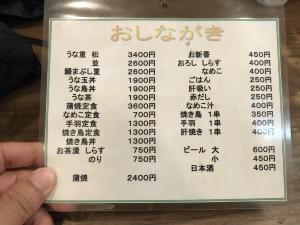 おしながき
うな重 松 3400円
並 2600円
鰻まぶし重 2600円
うな玉丼 1900円
うな鳥丼 1900円
うな茶 1900円
蒲焼定食 3600円
なめこ定食 700円
手羽定食 1300円
焼き鳥定食 1300円
焼き鳥丼 1300円
お茶漬 しらす 750円
のり 750円
蒲焼 2400円
お新香 450円
おろし しらす 400円
なめこ 400円
ごはん 250円
肝吸い 250円
赤だし 250円
なめこ汁 400円
焼き鳥 1串 350円
手羽 1串 400円
肝焼き 1串 400円
ビール 大 600円
小 450円
日本酒 450円